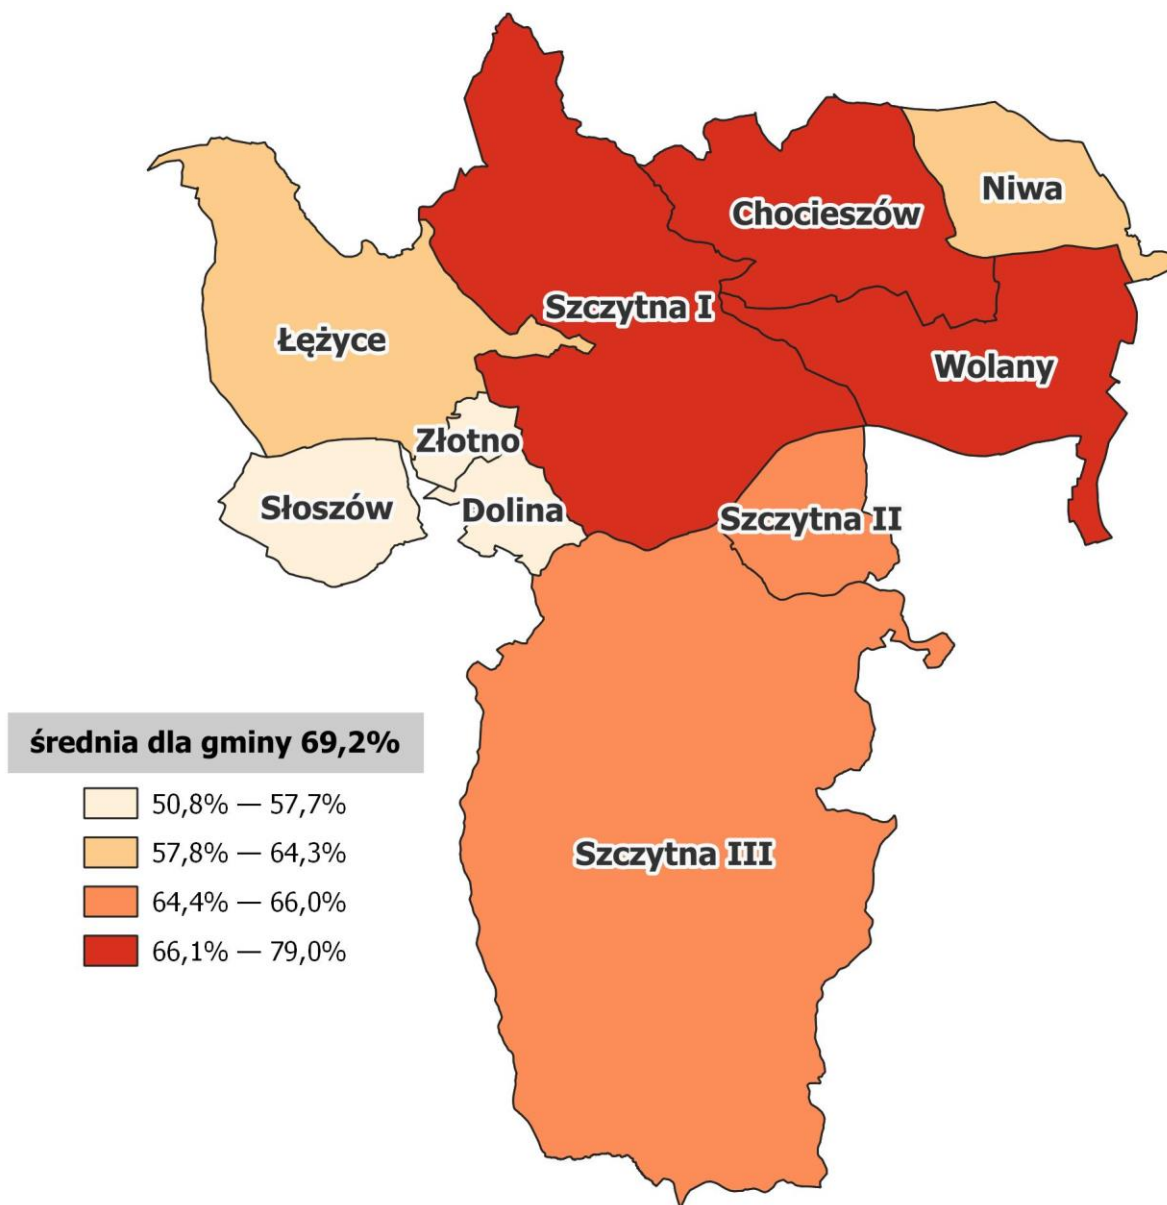 Niwa
Chocieszów
Szczytna I
Łężyce
Wolany
Złotno
Słoszów
Dolina
Szczytna II
średnia dla gminy 69,2%
50,8% — 57,7%
57,8% — 64,3%
64,4% — 66,0%
66,1% — 79,0%
Szczytna III